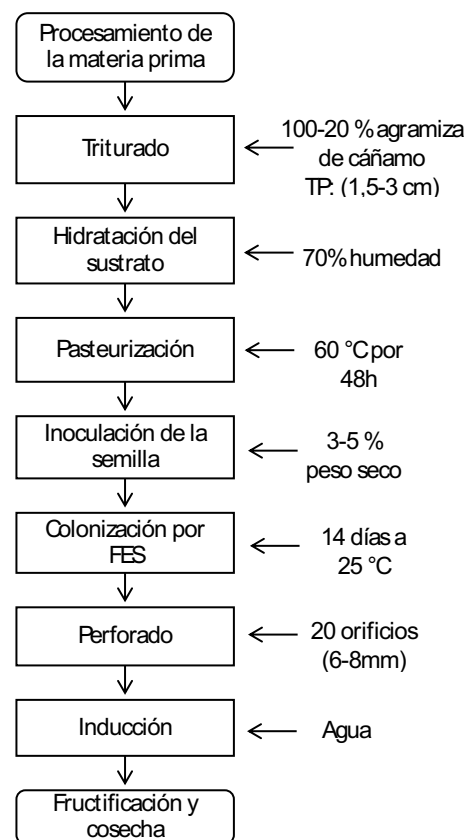 Procesamiento de
la materia prima
Triturado
100-20 % agramiza
de cáñamo
TP: (1,5-3 cm)
Hidratación del
sustrato
70% humedad
Pasteurización
60 °C por
48h
Inoculación de la
semilla
3-5 %
peso seco
Colonización por
FES
14 días a
25 °C
Perforado
20 orificios
(6-8mm)
Inducción
Agua
Fructificación y
cosecha